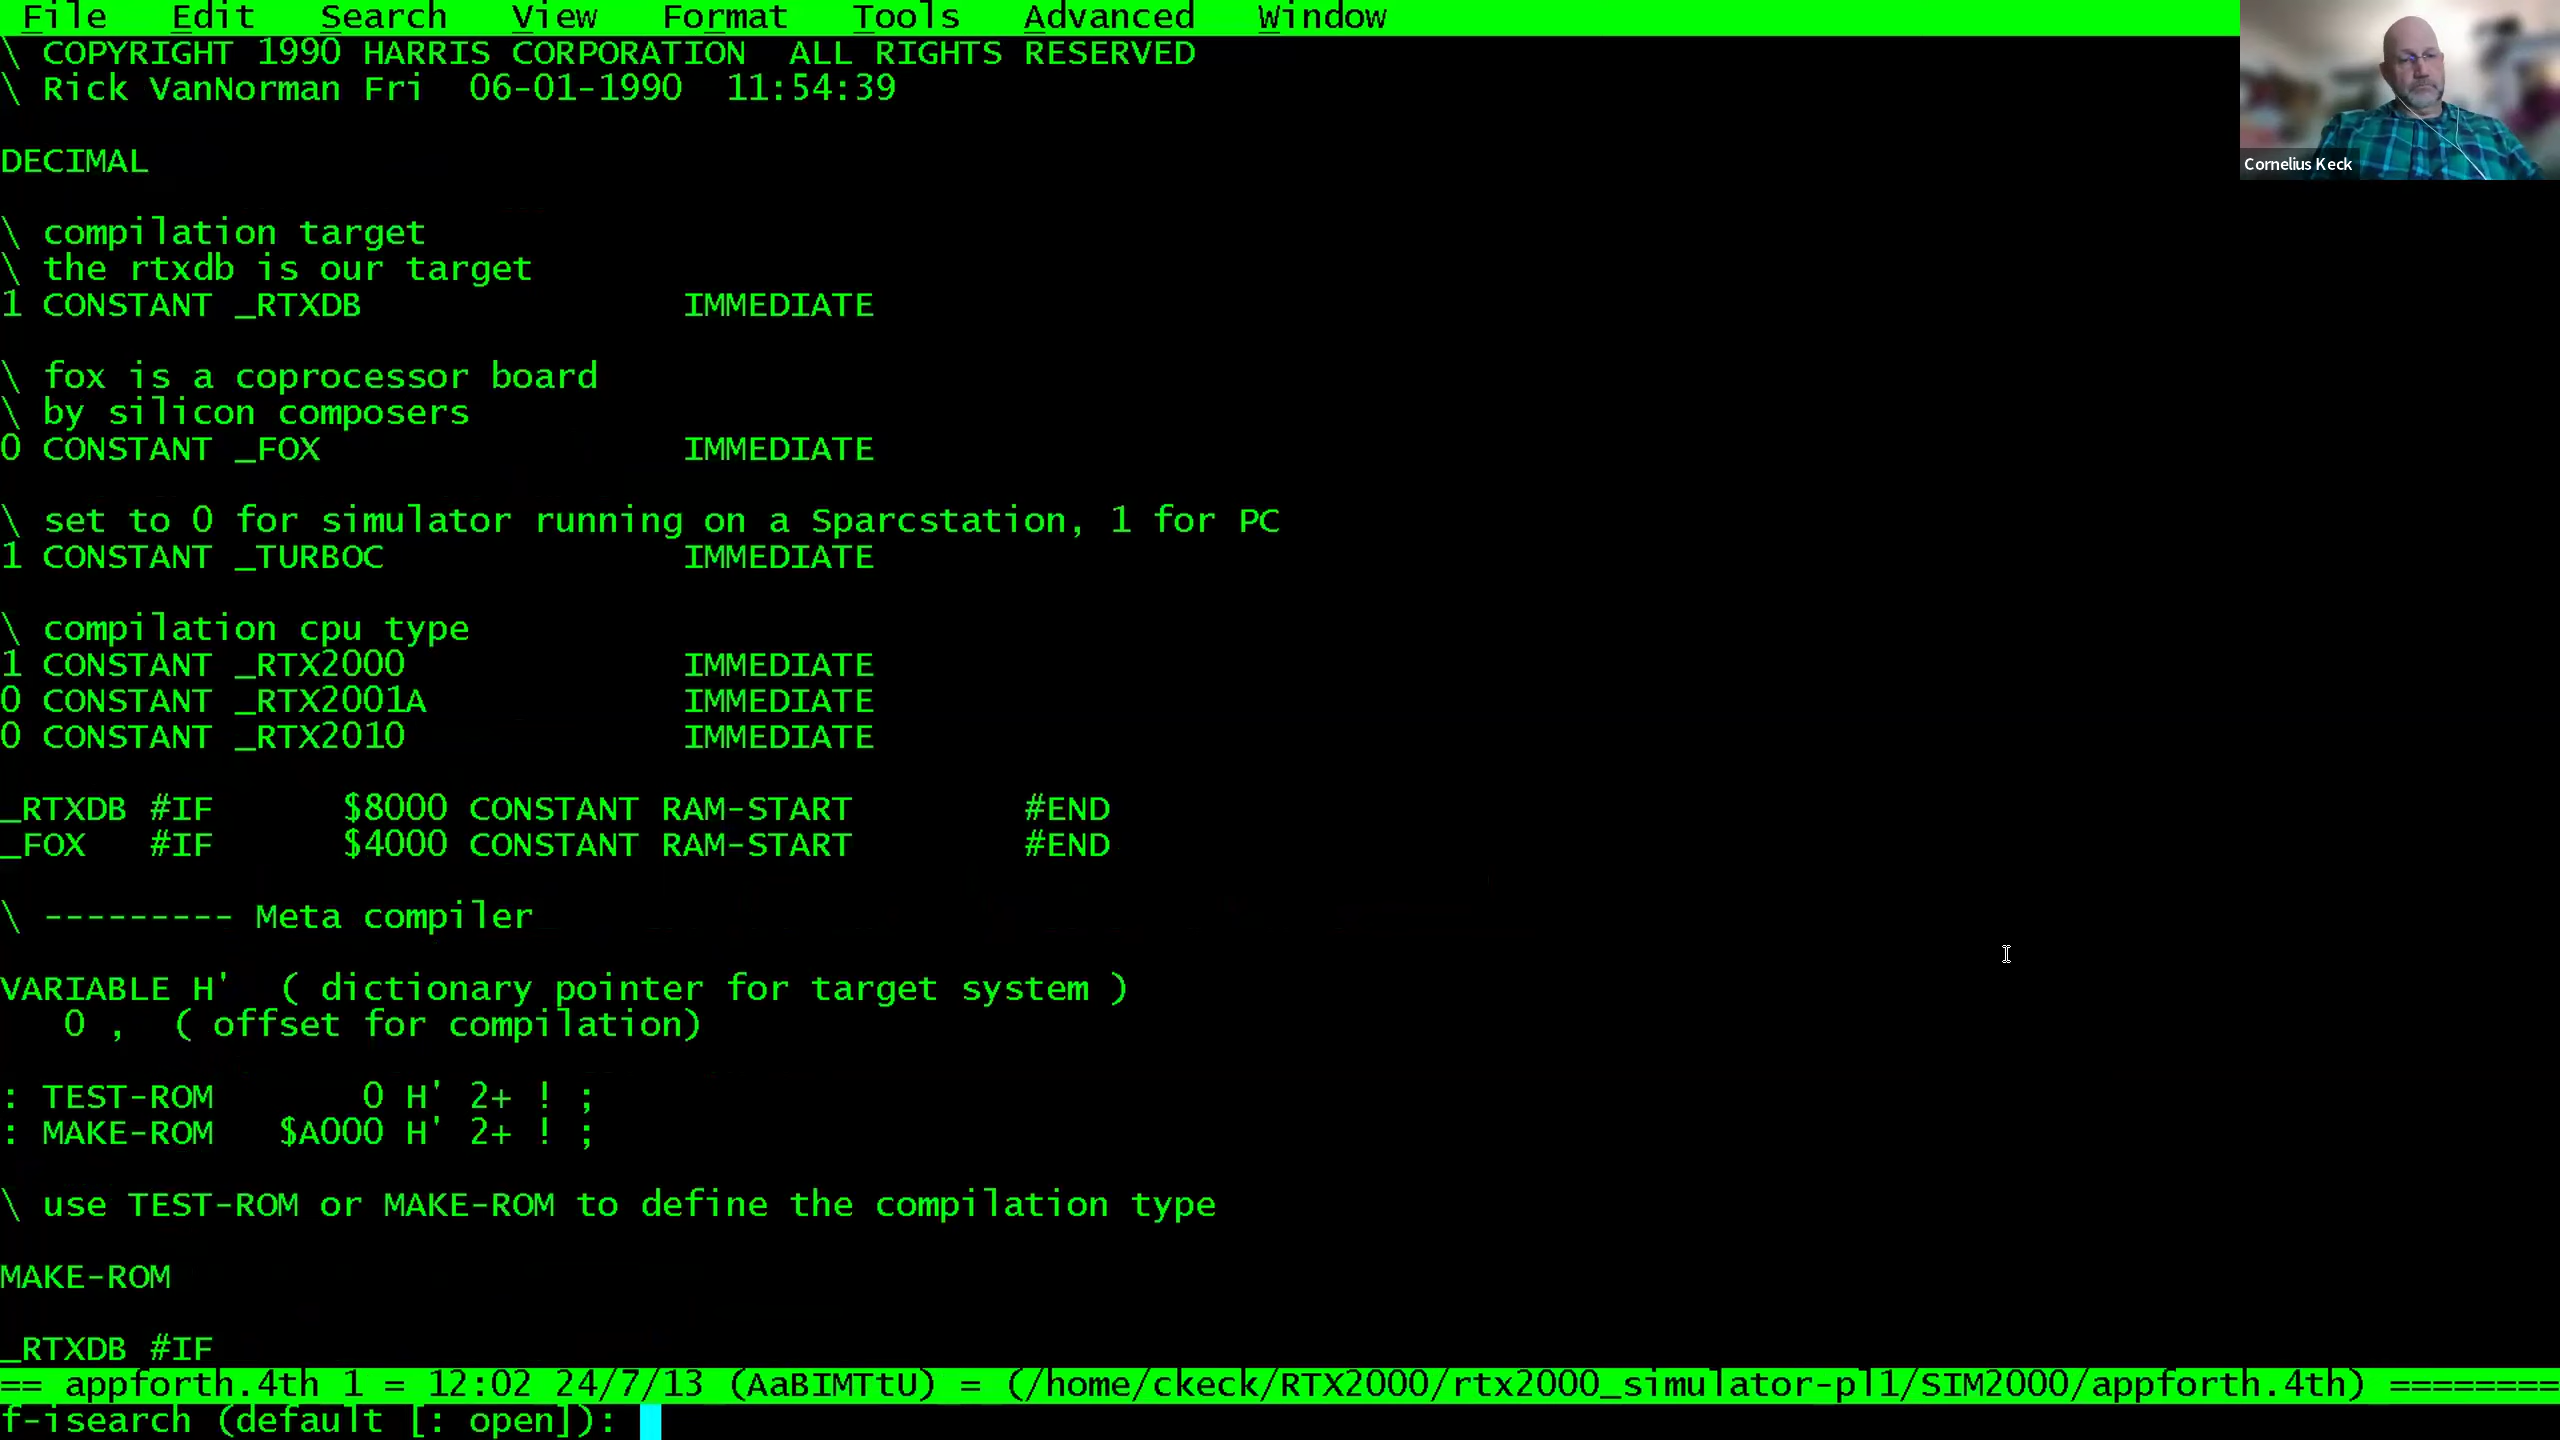 File Edit Search View Format Tools Advanced Window
\ COPYRIGHT 1990 HARRIS CORPORATION  ALL RIGHTS RESERVED
\ Rick VanNorman Fri  06-01-1990  11:54:39
Cornelius Keck
DECIMAL
\ compilation target
\ the rtxdb is our target
1 CONSTANT _RTXDB               IMMEDIATE
\ fox is a coprocessor board
\ by silicon composers
0 CONSTANT _FOX                 IMMEDIATE
\ set to 0 for simulator running on a Sparcstation, 1 for PC
1 CONSTANT _TURBOC              IMMEDIATE
\ compilation cpu type
1 CONSTANT _RTX2000             IMMEDIATE
0 CONSTANT _RTX2001A            IMMEDIATE
0 CONSTANT _RTX2010             IMMEDIATE
_RTXDB #IF      $8000 CONSTANT RAM-START        #END
_FOX   #IF      $4000 CONSTANT RAM-START        #END
\ --------- Meta compiler
VARIABLE H'  ( dictionary pointer for target system )
   0 ,  ( offset for compilation)
: TEST-ROM       0 H' 2+ ! ;
: MAKE-ROM   $A000 H' 2+ ! ;
\ use TEST-ROM or MAKE-ROM to define the compilation type
MAKE-ROM
_RTXDB #IF
== appforth.4th 1 = 12:02 24/7/13 (AaBIMTtU) = (/home/ckeck/RTX2000/rtx2000_simulator-pl1/SIM2000/appforth.4th) ========
f-isearch (default [: open]):